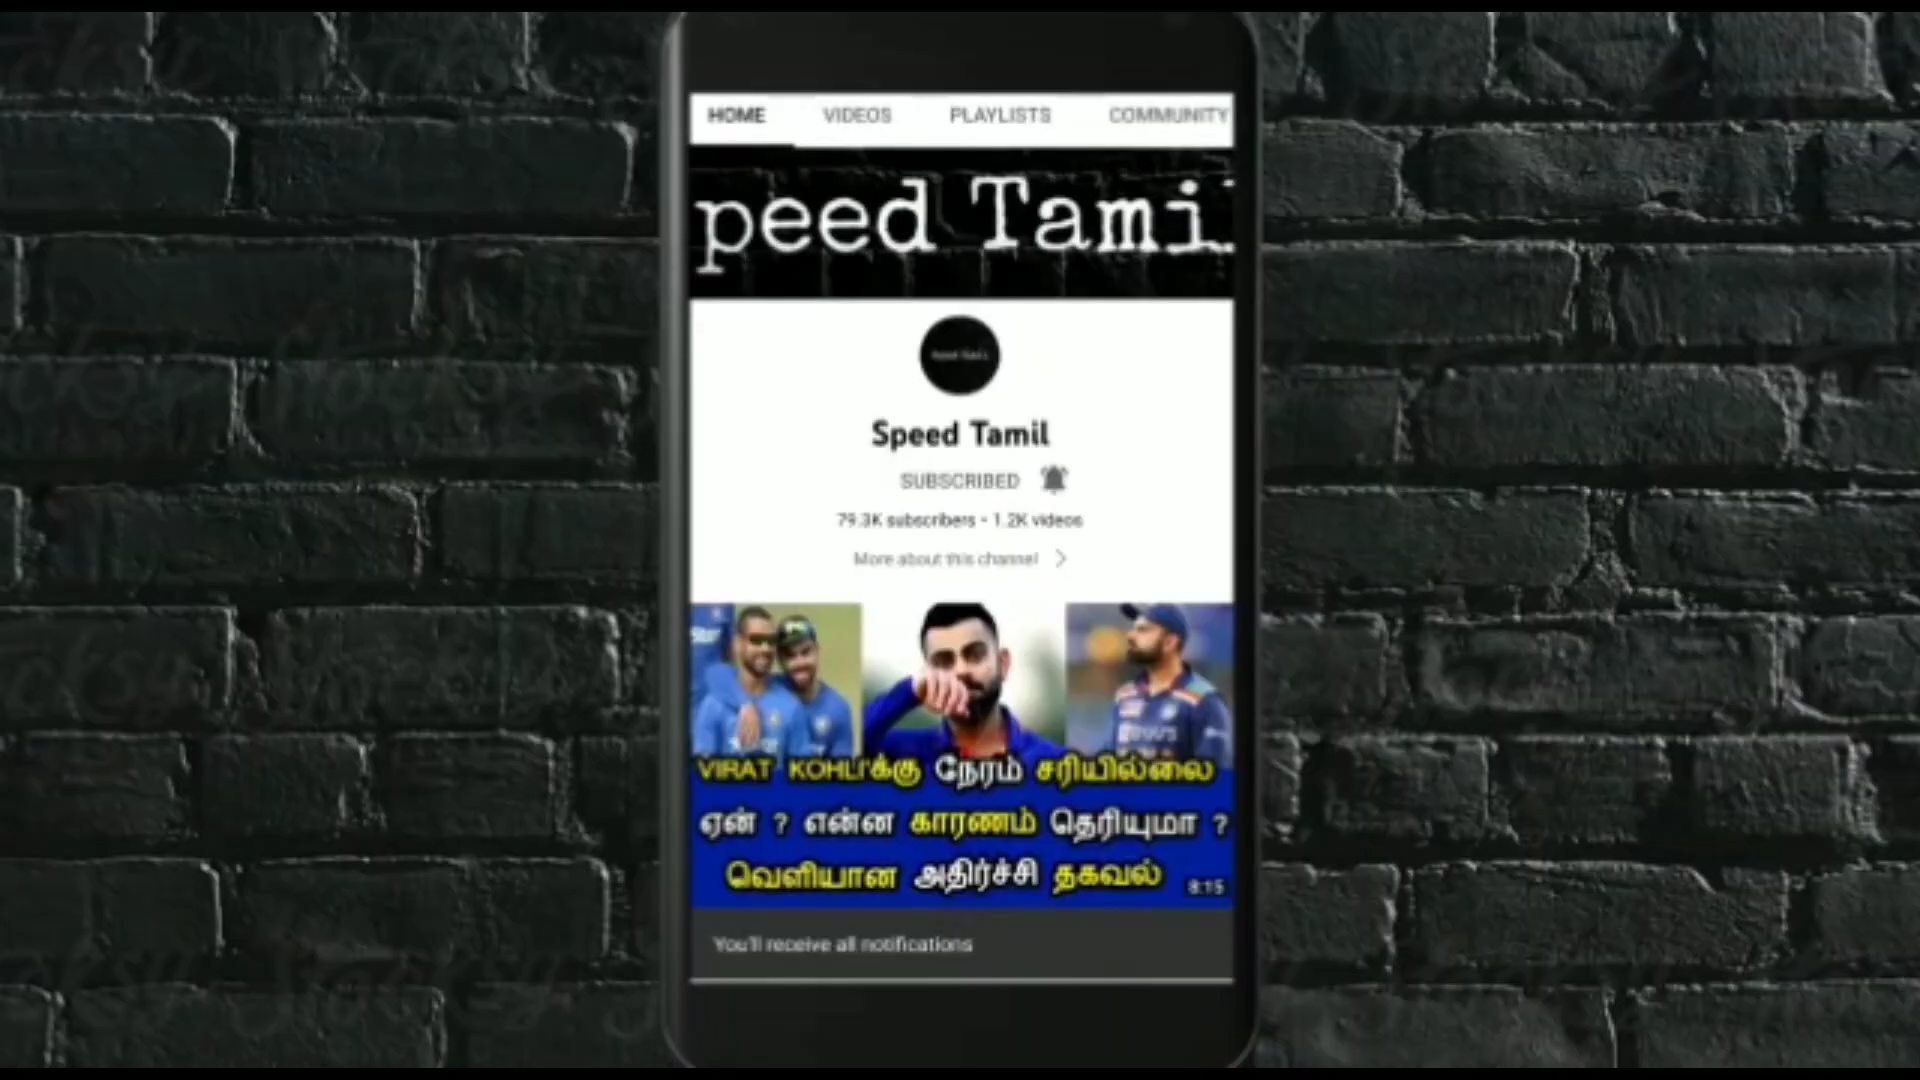 HOME VIDEOS PLAYLISTS COMMUNITY
peed Tamil
Speed Tamil
SUBSCRIBED
79.3K subscribers • 1.2K videos
More about this channel
VIRAT KOHLI'க்கு நேரம் சரியில்லை
ஏன் ? என்ன காரணம் தெரியுமா ?
வெளியான அதிர்ச்சி தகவல்
8:15
You'll receive all notifications